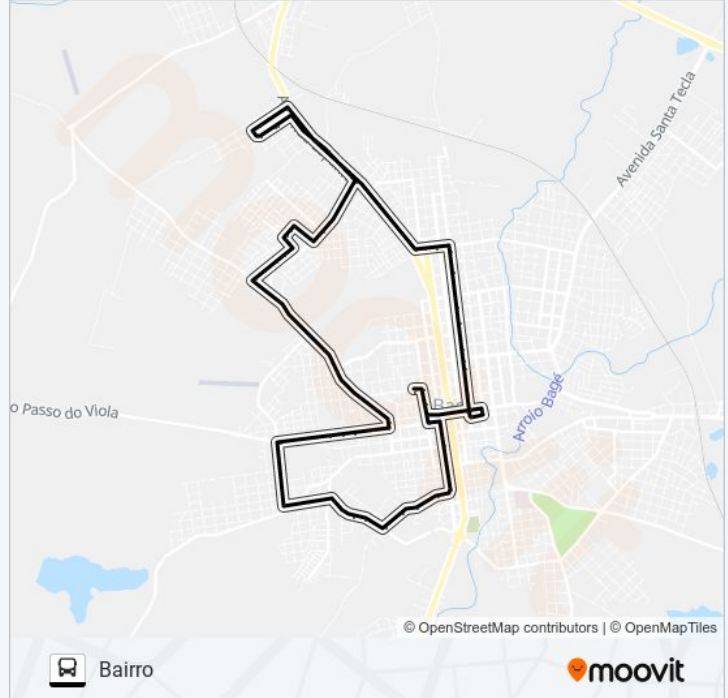 Avenida Santa Tecla
Arroio Bagé
o Passo do Viola
© OpenStreetMap contributors | © OpenMapTiles
Bairro
moovit